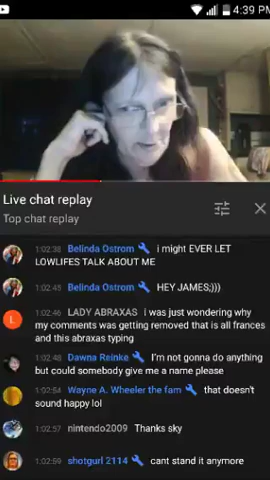 4:39 PM
Live chat replay
Top chat replay
1:02:38 Belinda Ostrom i might EVER LET
LOWLIFES TALK ABOUT ME
1:02:43 Belinda Ostrom HEY JAMES;)))
L
1:02:46 LADY ABRAXAS i was just wondering why
my comments was getting removed that is all frances
and this abraxas typing
1:02:48 Dawna Reinke I'm not gonna do anything
but could somebody give me a name please
1:02:54 Wayne A. Wheeler the fam that doesn't
sound happy lol
1:02:57 nintendo2009 Thanks sky
1:02:59 shotgurl 2114 cant stand it anymore